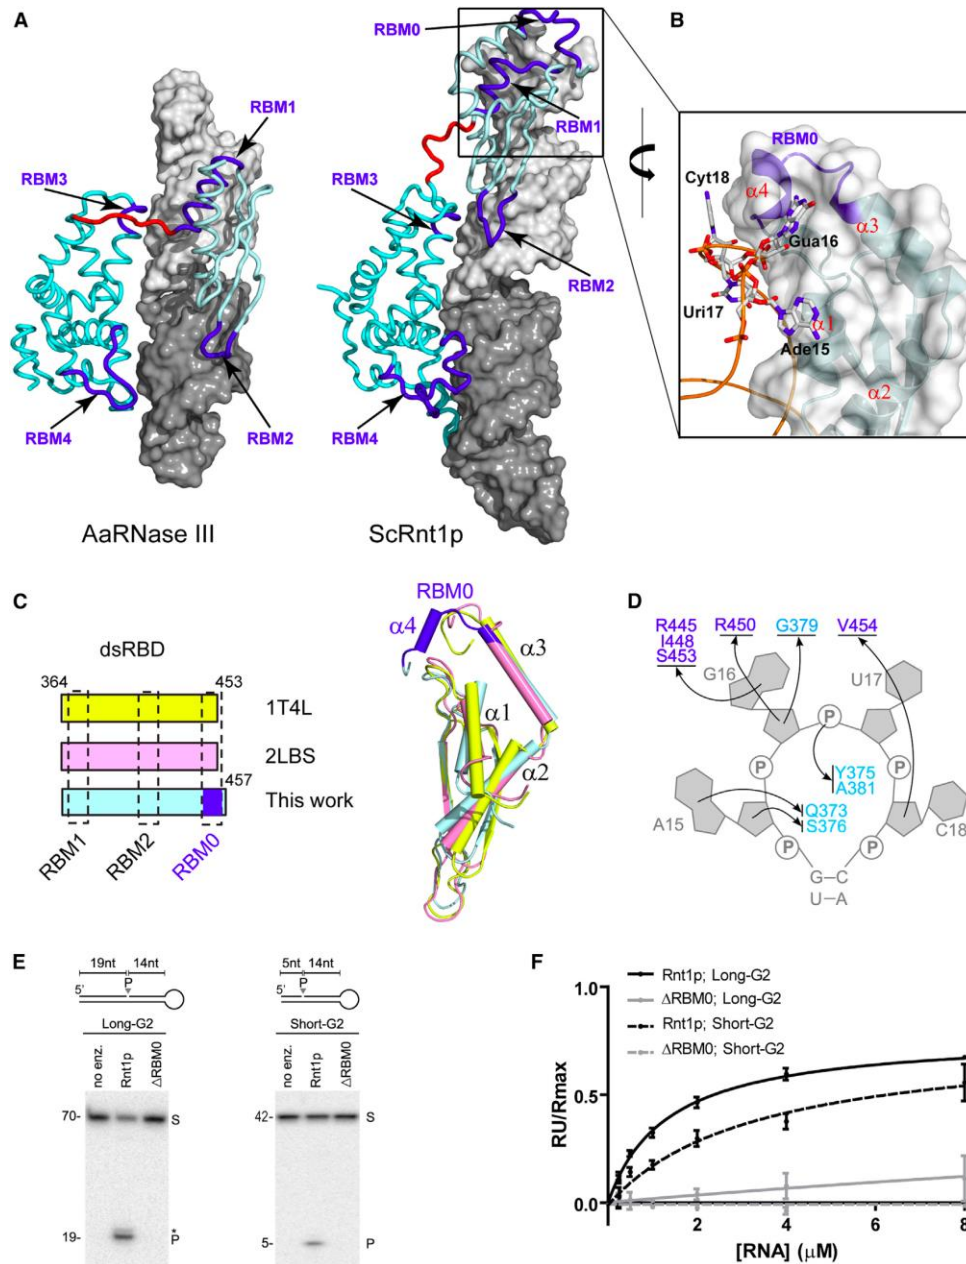 A
RBM0
B
RBM1
RBM3
RBM1
RBM3
RBM2
RBM4
RBM2
RBM4
AaRNase III
ScRnt1p
RBM0
Cyt18
α4
α3
Gua16
Uri17
α1
Ade15
α2
C
dsRBD
364
453
1T4L
2LBS
457
This work
RBM1
RBM2
RBM0
RBM0
α4
α3
α1
α2
D
R445
I448
S453
R450
G379
V454
G16
U17
P
P
P
Y375
A381
Q373
S376
A15
C18
P
P
G–C
U–A
E
19nt
14nt
P
5'
Long-G2
no enz.
Rnt1p
△RBM0
70-
S
19-
*
P
5nt
14nt
P
5'
Short-G2
no enz.
Rnt1p
△RBM0
42-
S
5-
P
F
Rnt1p; Long-G2
ΔRBM0; Long-G2
Rnt1p; Short-G2
ΔRBM0; Short-G2
RU/Rmax
1.0
0.5
0.0
2
4
6
8
[RNA] (μM)